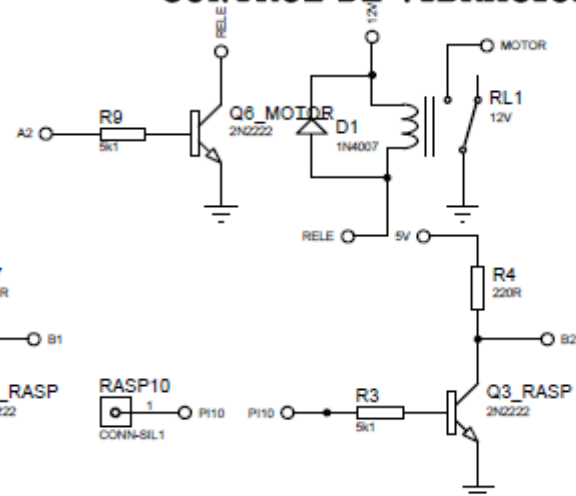 RELE
12V
MOTOR
A2
R9
5k1
Q6_MOTOR
2N2222
D1
1N4007
RL1
12V
RELE
5V
R
R4
220R
B1
B2
_RASP
222
RASP10
1
CONN-SIL1
PI10
PI10
R3
5k1
Q3_RASP
2N2222